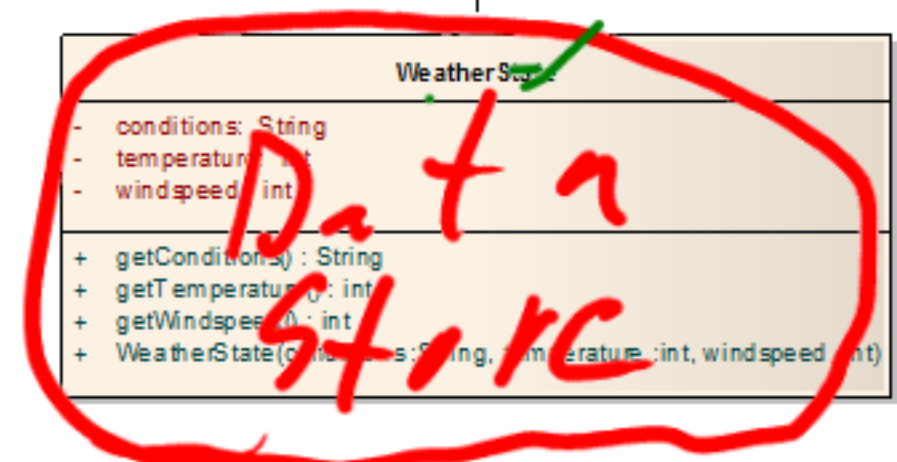 WeatherState
- conditions: String
- temperature: int
- windspeed: int
+ getConditions() : String
+ getTemperature() : int
+ getWindspeed() : int
+ WeatherState(conditions :String, temperature :int, windspeed :int)
Data
Store